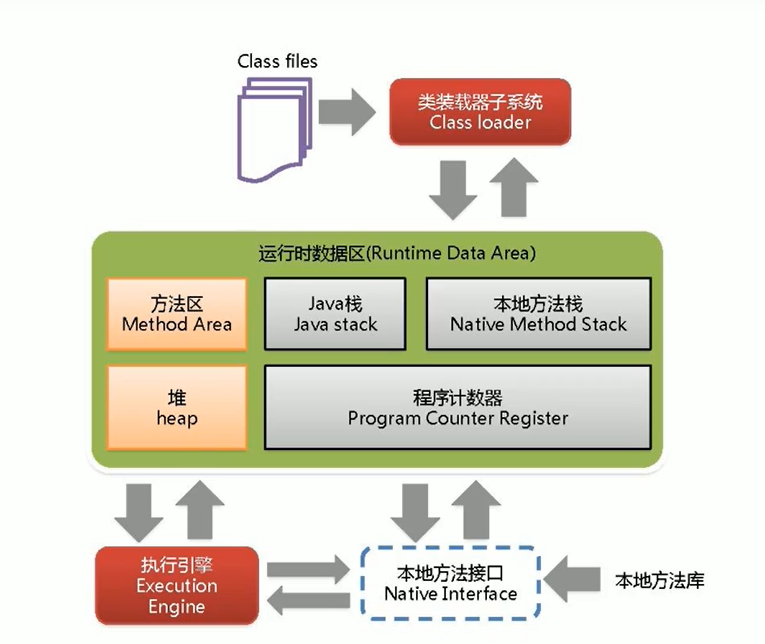 Class files
类装载器子系统
Class loader
运行时数据区(Runtime Data Area)
方法区
Method Area
Java栈
Java stack
本地方法栈
Native Method Stack
堆
heap
程序计数器
Program Counter Register
执行引擎
Execution
Engine
本地方法接口
Native Interface
本地方法库